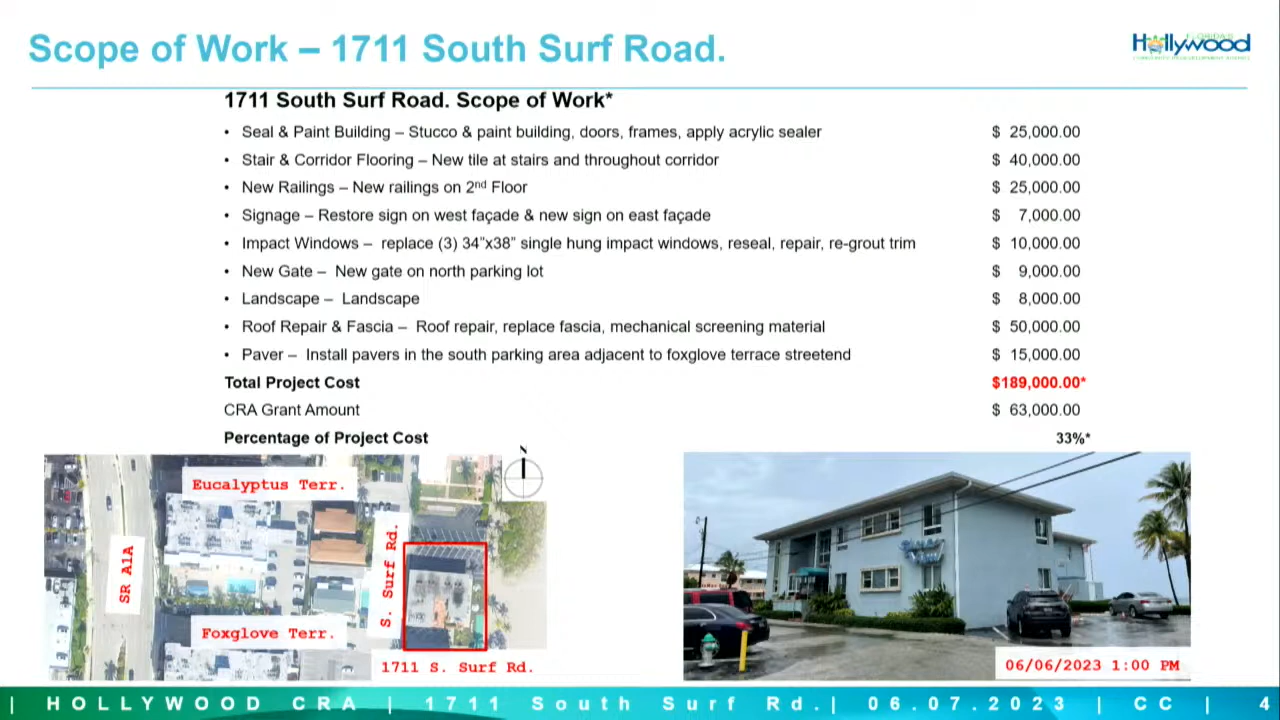 Scope of Work – 1711 South Surf Road.
FLORIDA'S
Hollywood
1711 South Surf Road. Scope of Work*
• Seal & Paint Building – Stucco & paint building, doors, frames, apply acrylic sealer $ 25,000.00
• Stair & Corridor Flooring – New tile at stairs and throughout corridor $ 40,000.00
• New Railings – New railings on 2nd Floor $ 25,000.00
• Signage – Restore sign on west façade & new sign on east façade $ 7,000.00
• Impact Windows – replace (3) 34”x38” single hung impact windows, reseal, repair, re-grout trim $ 10,000.00
• New Gate – New gate on north parking lot $ 9,000.00
• Landscape – Landscape $ 8,000.00
• Roof Repair & Fascia – Roof repair, replace fascia, mechanical screening material $ 50,000.00
• Paver – Install pavers in the south parking area adjacent to foxglove terrace streetend $ 15,000.00
Total Project Cost $189,000.00*
CRA Grant Amount $ 63,000.00
Percentage of Project Cost 33%*
N
Eucalyptus Terr.
SR A1A
S. Surf Rd.
Foxglove Terr.
1711 S. Surf Rd.
06/06/2023 1:00 PM
| HOLLYWOOD CRA | 1711 South Surf Rd.| 06.07.2023 | CC | 4